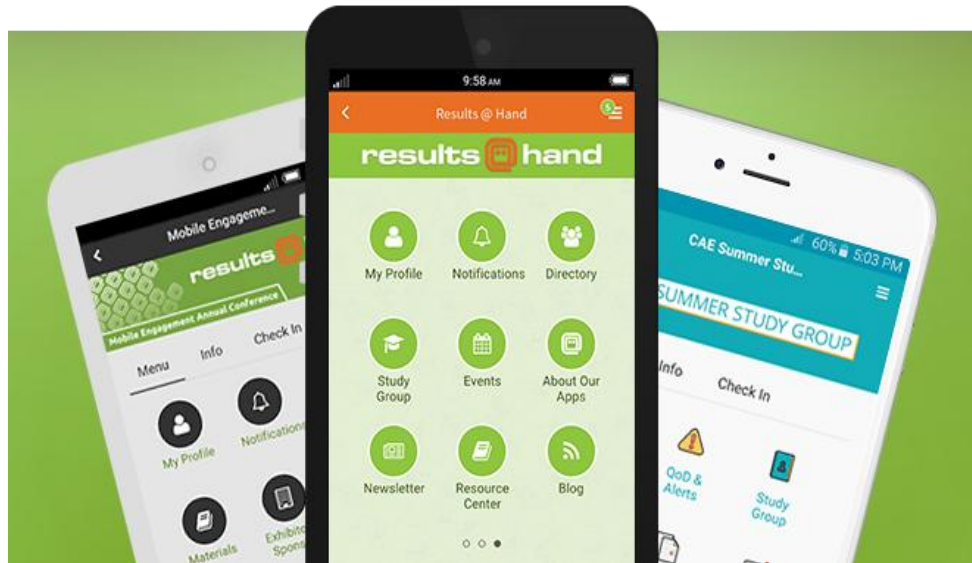 Mobile Engageme...
results
Mobile Engagement Annual Conference
Menu Info Check In
My Profile Notifications
Materials
9:58 AM
Results @ Hand
5
results @ hand
My Profile Notifications Directory
Study Group
Events
About Our Apps
Newsletter
Resource Center
Blog
60% 5:03 PM
CAE Summer Stu...
SUMMER STUDY GROUP
Info Check In
QoD &
Alerts
Study
Group